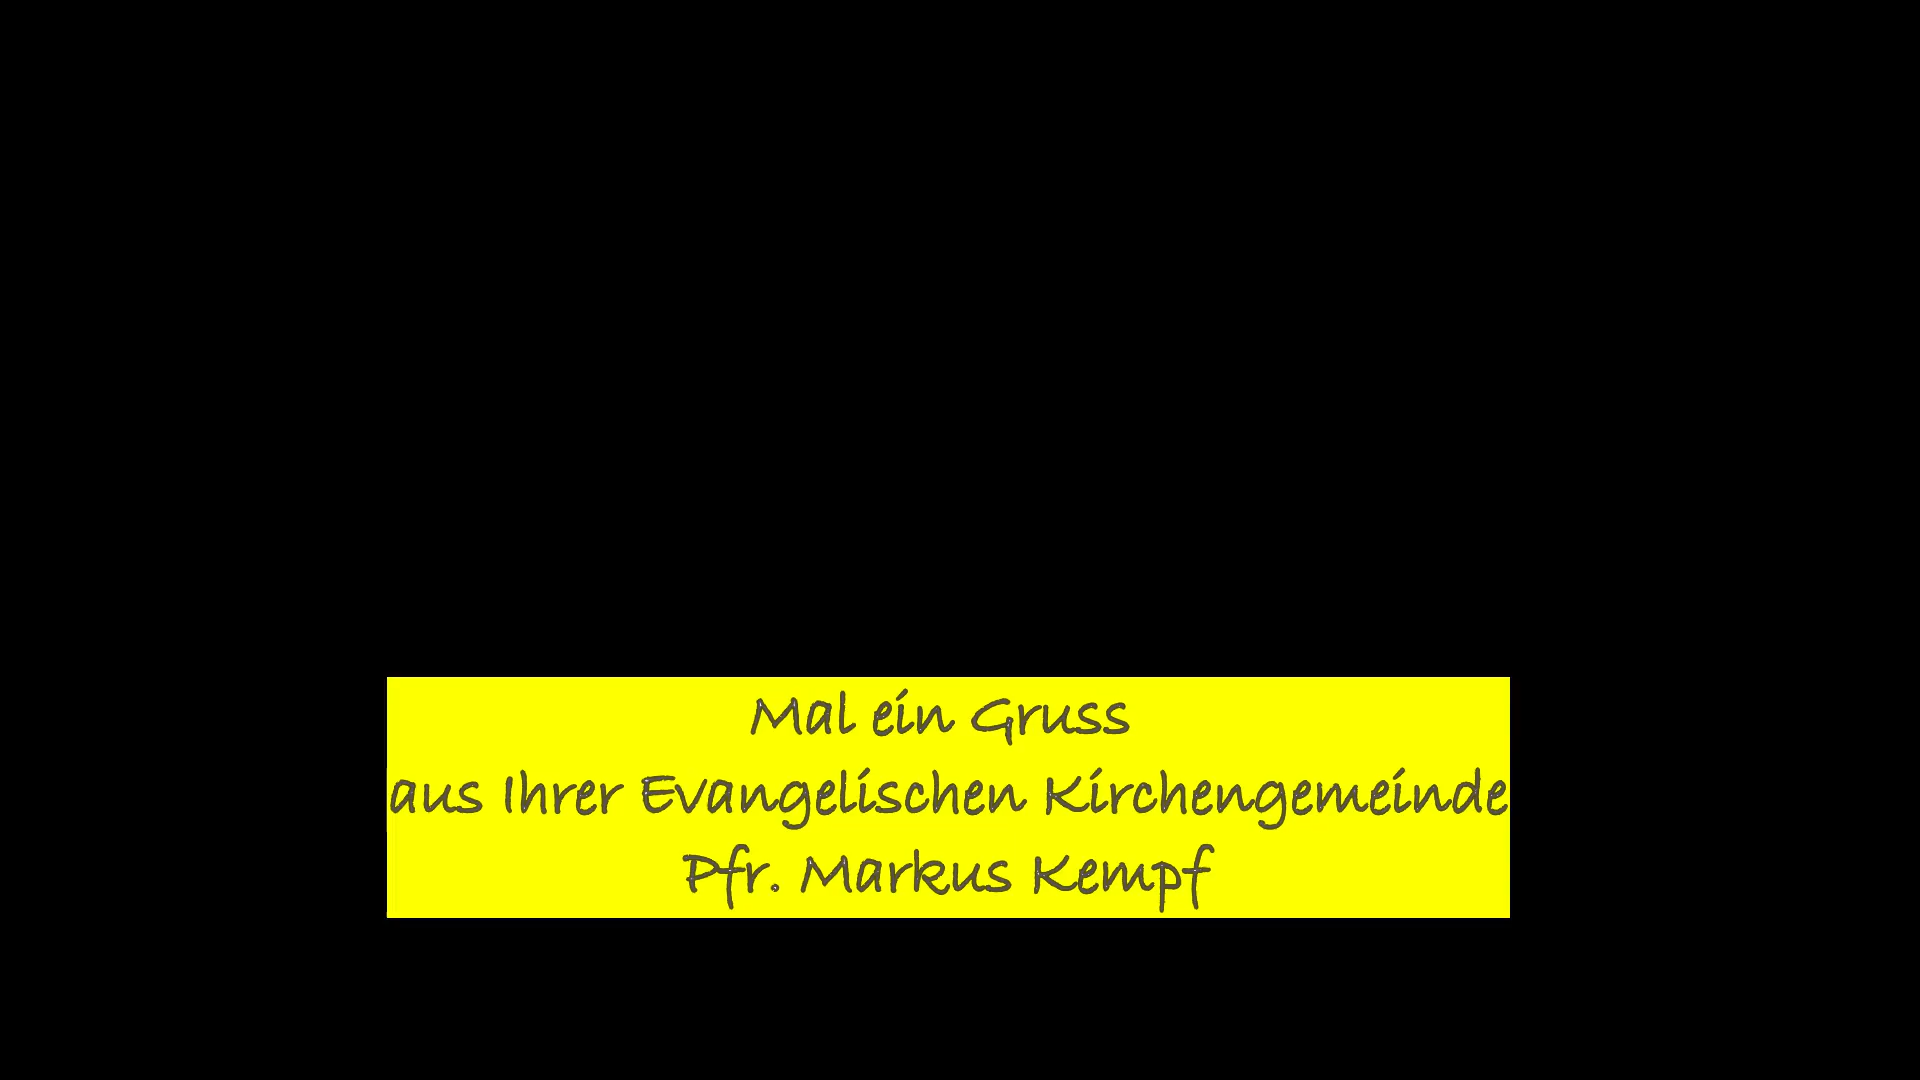 Mal ein Gruss
aus Ihrer Evangelischen Kirchengemeinde
Pfr. Markus Kempf